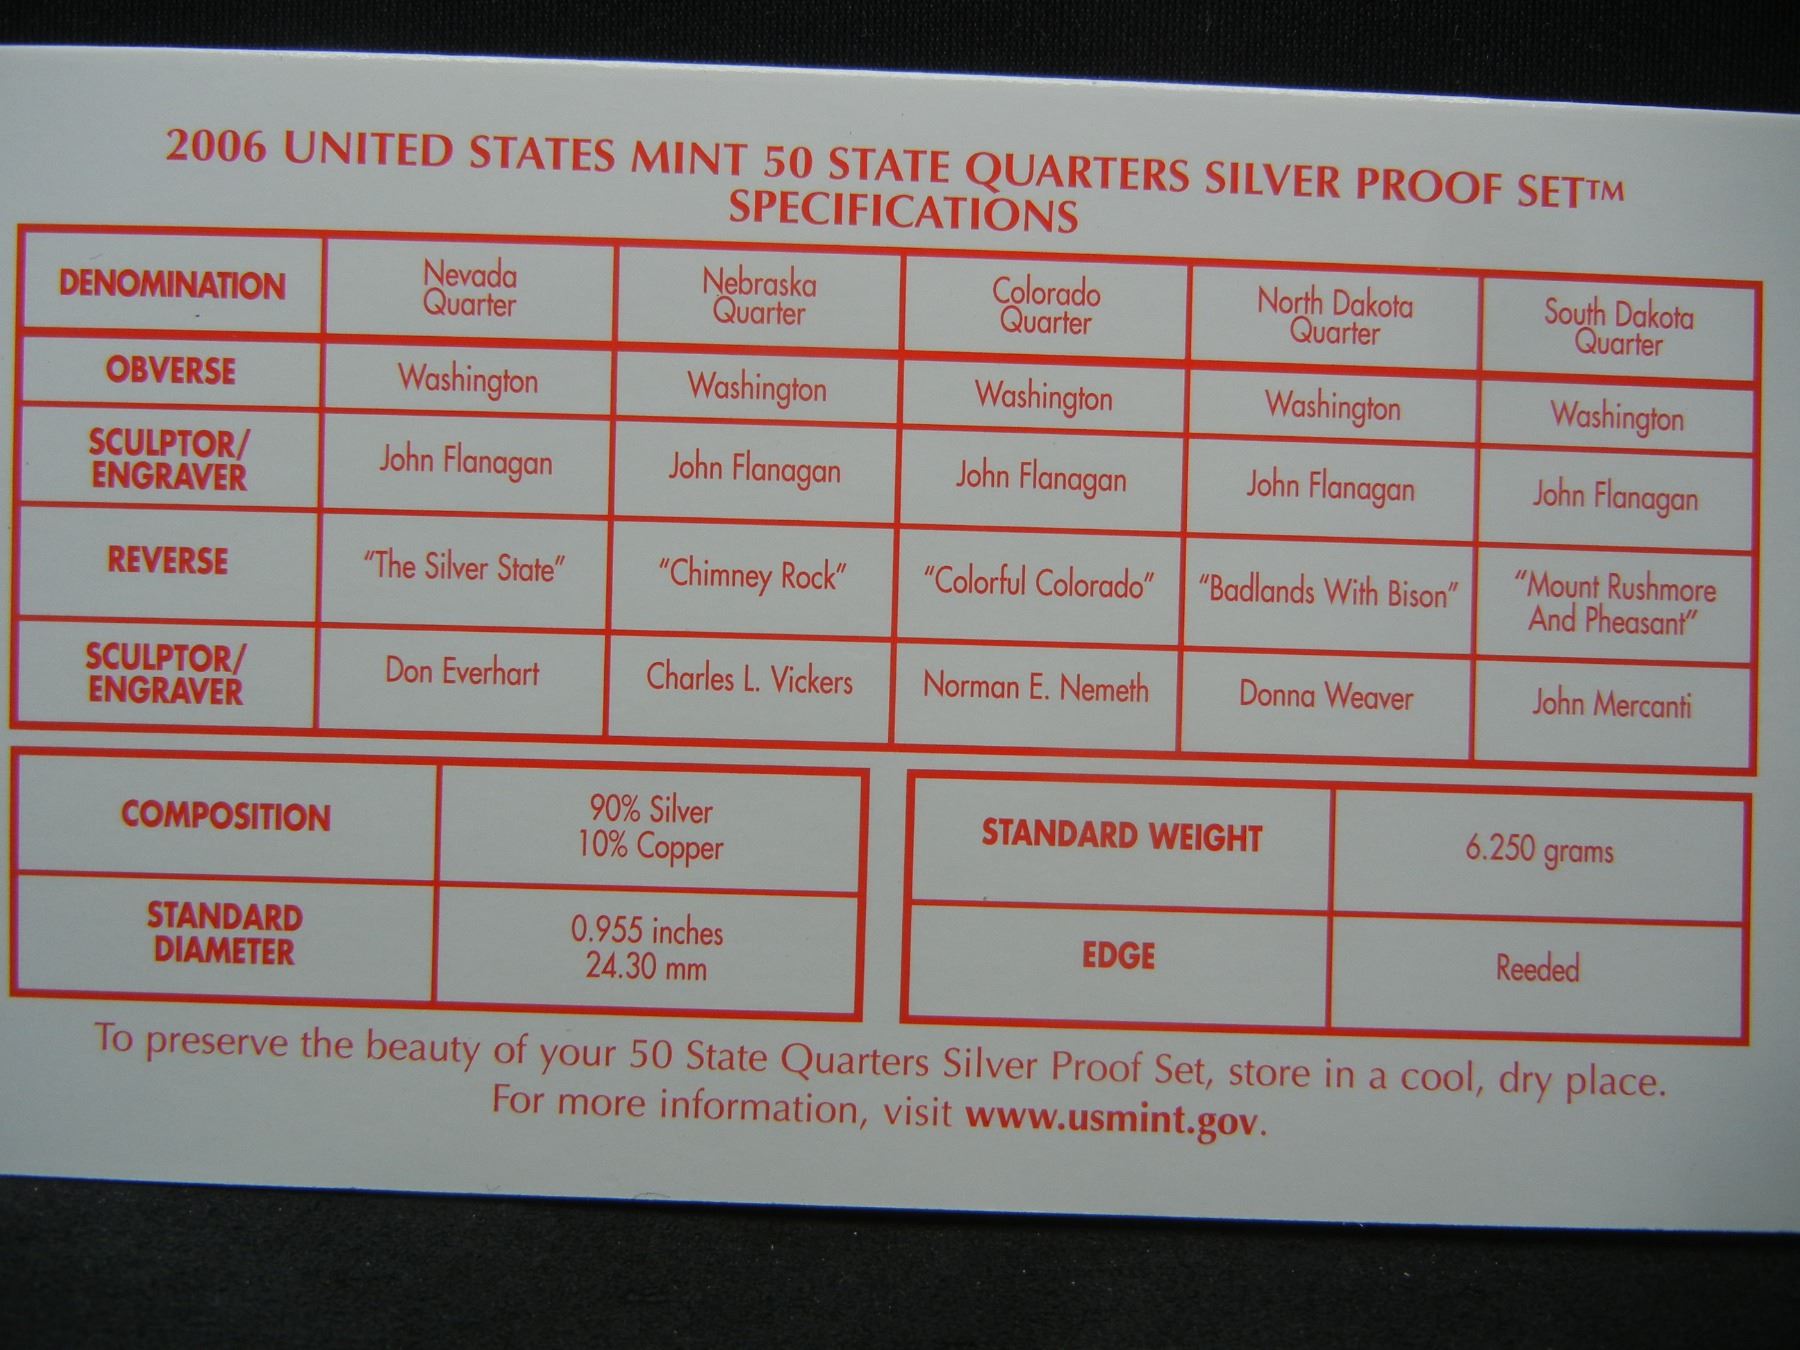 2006 UNITED STATES MINT 50 STATE QUARTERS SILVER PROOF SET™
SPECIFICATIONS
DENOMINATION
Nevada
Quarter
Nebraska
Quarter
Colorado
Quarter
North Dakota
Quarter
South Dakota
Quarter
OBVERSE
Washington
Washington
Washington
Washington
Washington
SCULPTOR/
ENGRAVER
John Flanagan
John Flanagan
John Flanagan
John Flanagan
John Flanagan
REVERSE
"The Silver State"
"Chimney Rock"
"Colorful Colorado"
"Badlands With Bison"
"Mount Rushmore
And Pheasant"
SCULPTOR/
ENGRAVER
Don Everhart
Charles L. Vickers
Norman E. Nemeth
Donna Weaver
John Mercanti
COMPOSITION
90% Silver
10% Copper
STANDARD
DIAMETER
0.955 inches
24.30 mm
STANDARD WEIGHT
6.250 grams
EDGE
Reeded
To preserve the beauty of your 50 State Quarters Silver Proof Set, store in a cool, dry place.
For more information, visit www.usmint.gov.